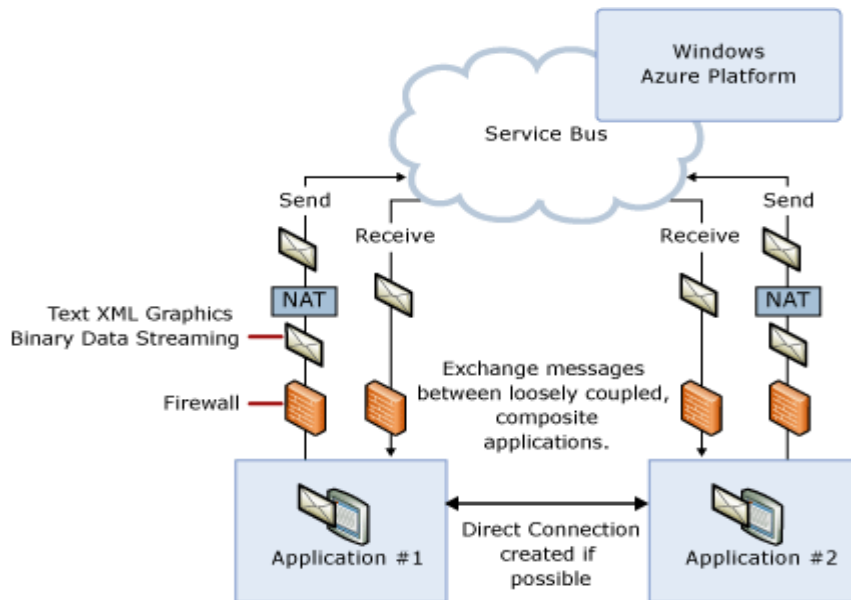 Windows
Azure Platform
Service Bus
Send
Receive
Receive
Send
NAT
NAT
Text XML Graphics
Binary Data Streaming
Firewall
Exchange messages
between loosely coupled,
composite
applications.
Application #1
Direct Connection
created if
possible
Application #2